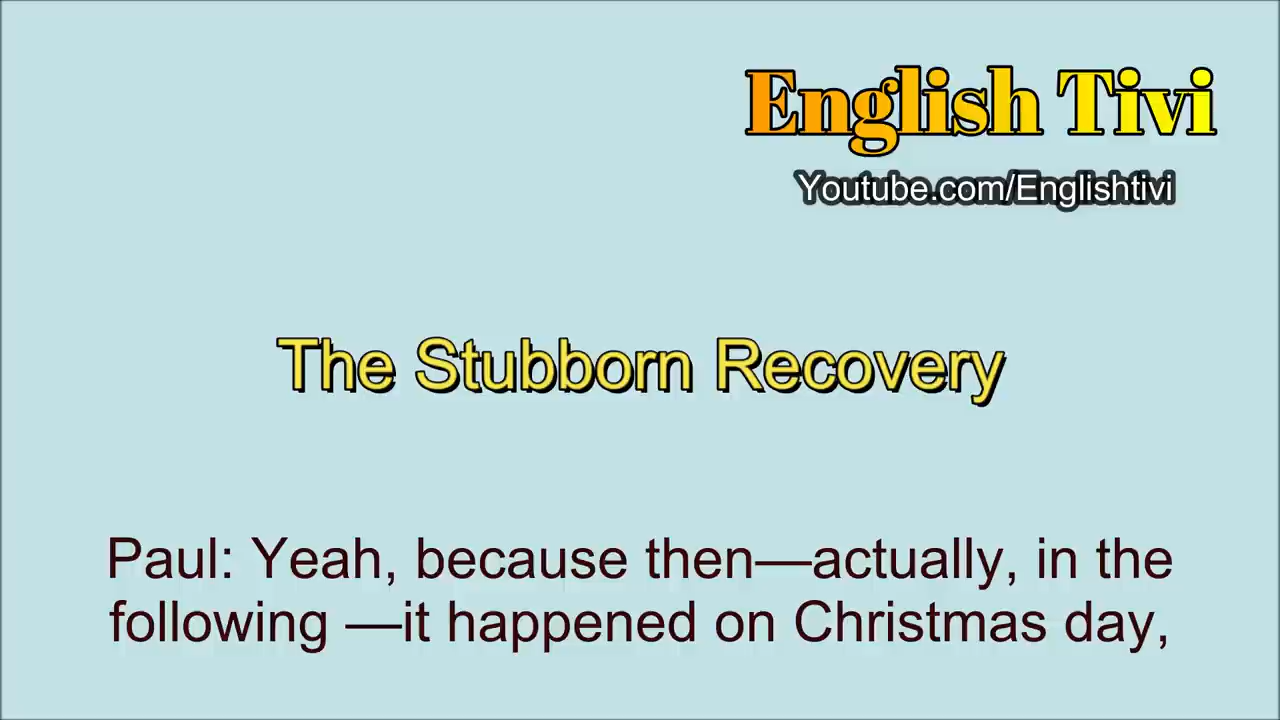 English Tivi
Youtube.com/Englishtivi
The Stubborn Recovery
Paul: Yeah, because then—actually, in the
following —it happened on Christmas day,